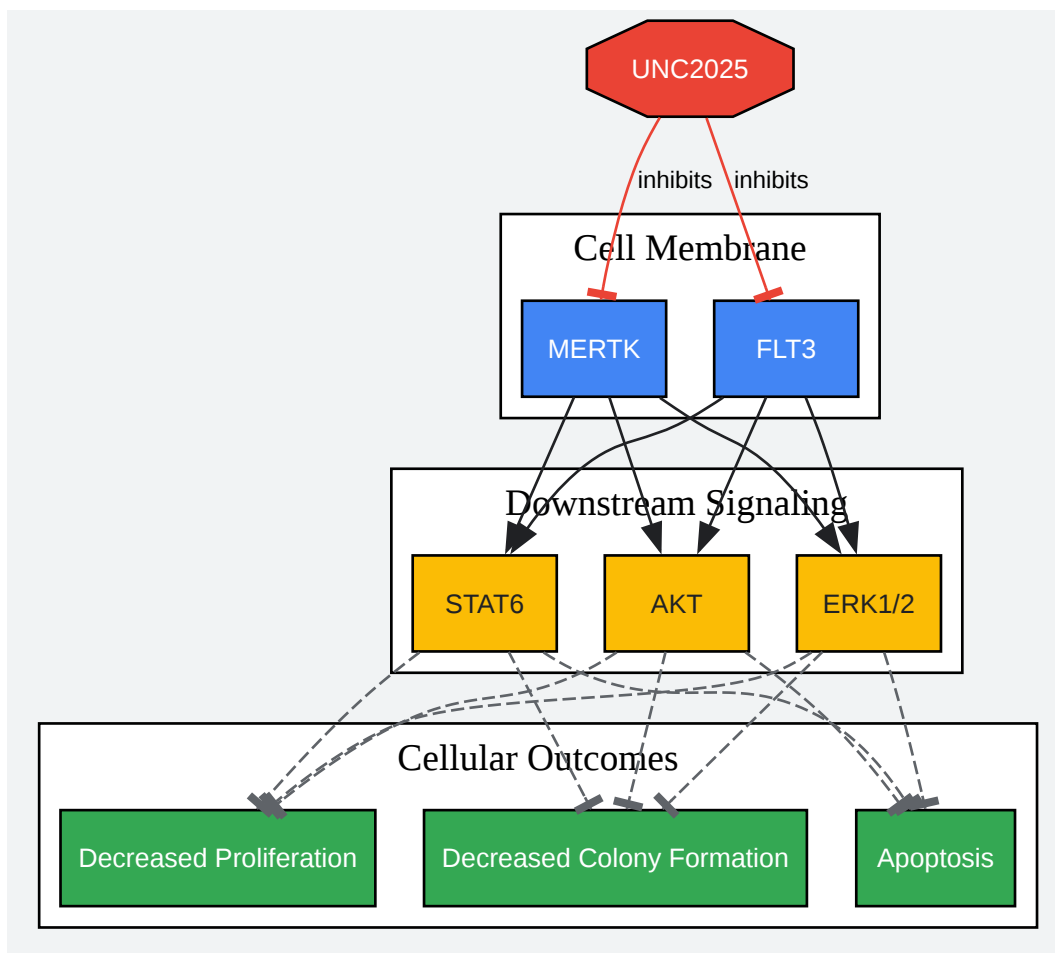 UNC2025
inhibits
inhibits
Cell Membrane
MERTK
FLT3
Downstream Signaling
STAT6
AKT
ERK1/2
Cellular Outcomes
Decreased Proliferation
Decreased Colony Formation
Apoptosis